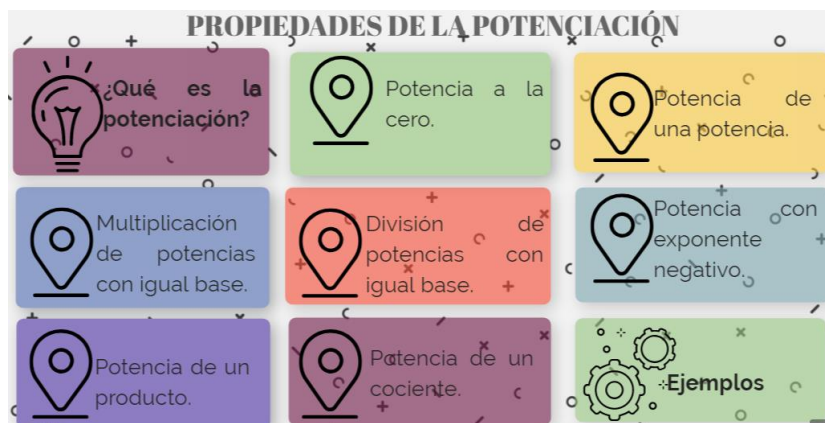 PROPIEDADES DE LA POTENCIACIÓN
¿Qué es la
potenciación?
Potencia a la
cero.
Potencia de
una potencia.
Multiplicación
de potencias
con igual base.
División de
potencias con
igual base.
Potencia con
exponente
negativo.
Potencia de un
producto.
Potencia de un
cociente.
Ejemplos